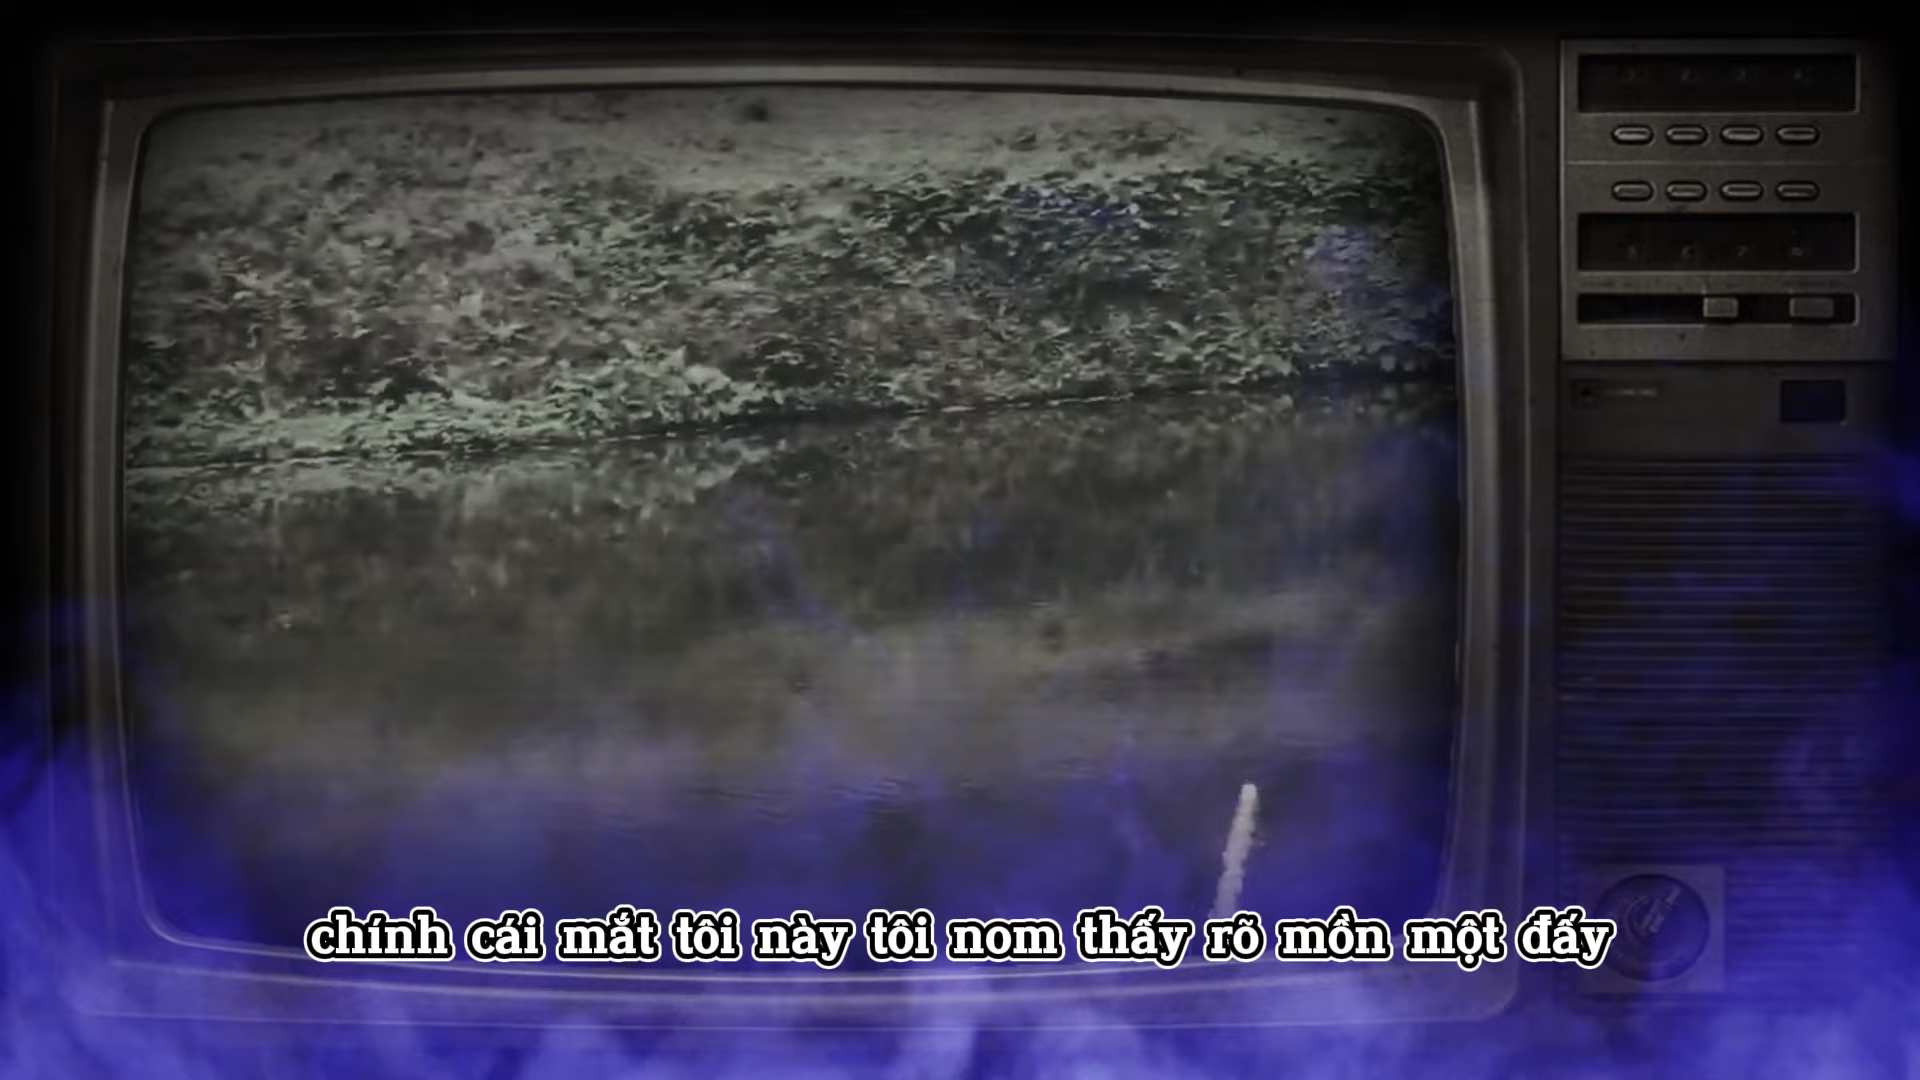 chính cái mắt tôi này tôi nom thấy rõ mồn một đấy